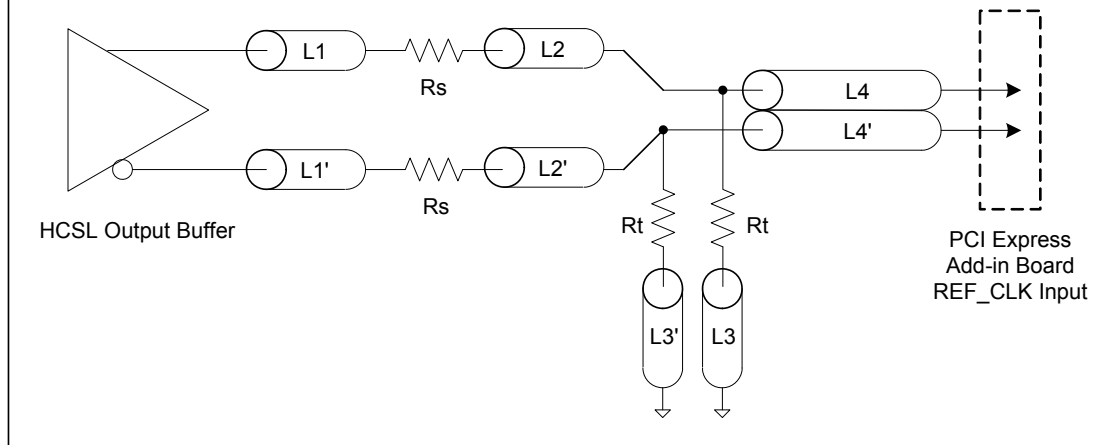 L1
Rs
L2
L4
L4'
L1'
Rs
L2'
HCSL Output Buffer
Rt
Rt
L3'
L3
PCI Express
Add-in Board
REF_CLK Input